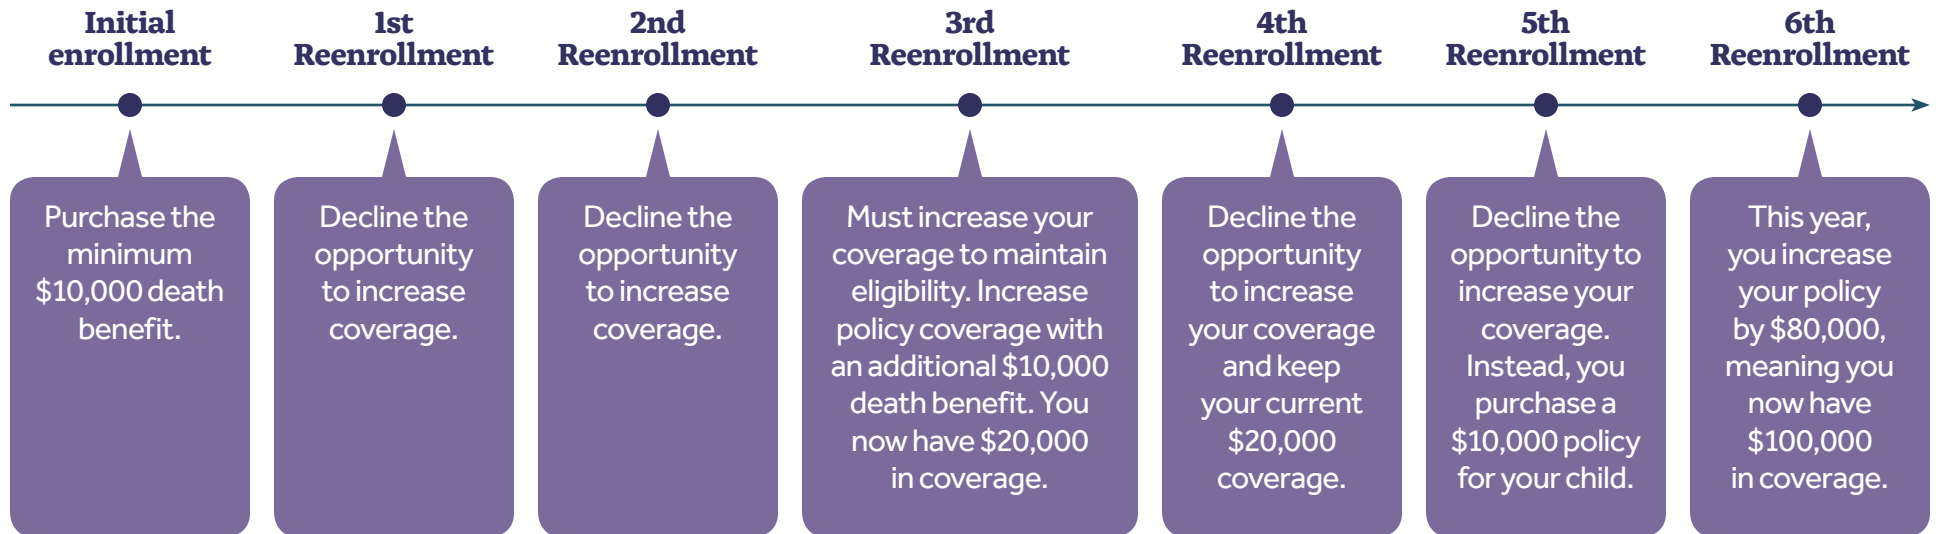 Initial
enrollment
1st
Reenrollment
2nd
Reenrollment
3rd
Reenrollment
4th
Reenrollment
5th
Reenrollment
6th
Reenrollment
Purchase the
minimum
$10,000 death
benefit.
Decline the
opportunity
to increase
coverage.
Decline the
opportunity
to increase
coverage.
Must increase your
coverage to maintain
eligibility. Increase
policy coverage with
an additional $10,000
death benefit. You
now have $20,000
in coverage.
Decline the
opportunity
to increase
your coverage
and keep
your current
$20,000
coverage.
Decline the
opportunity to
increase your
coverage.
Instead, you
purchase a
$10,000 policy
for your child.
This year,
you increase
your policy
by $80,000,
meaning you
now have
$100,000
in coverage.